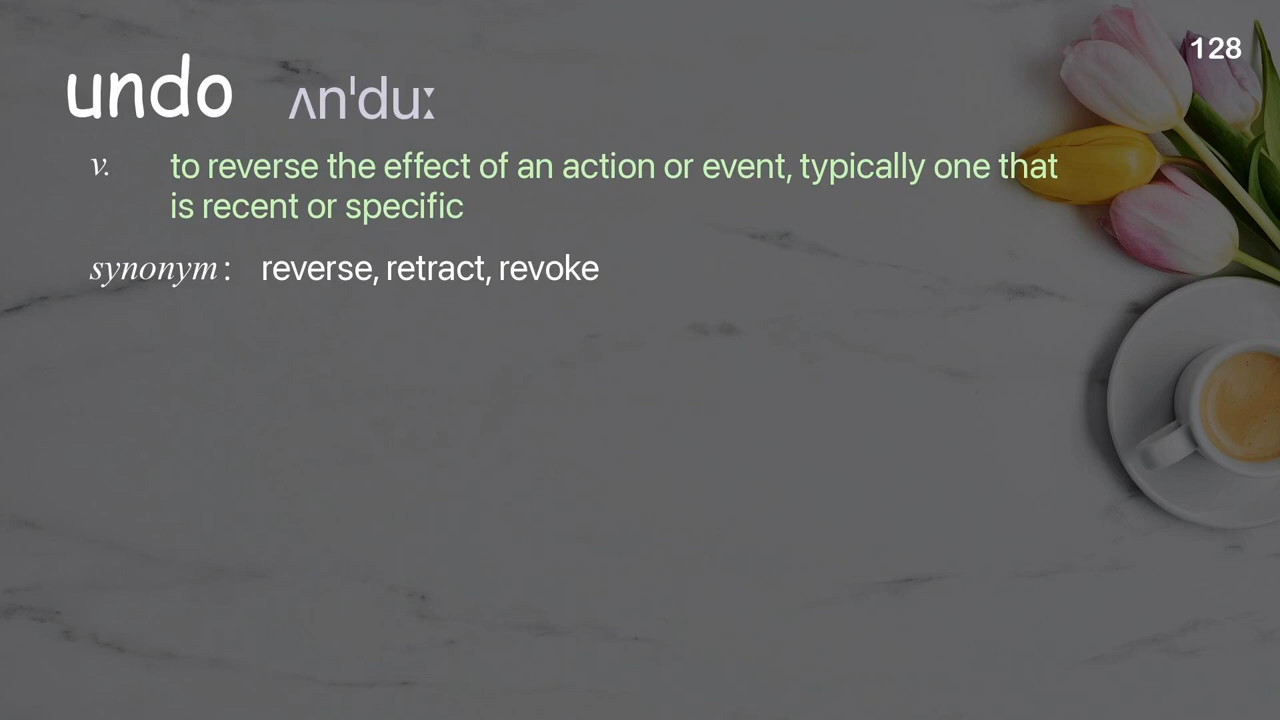 128
undo ʌnˈduː
v. to reverse the effect of an action or event, typically one that
is recent or specific
synonym: reverse, retract, revoke